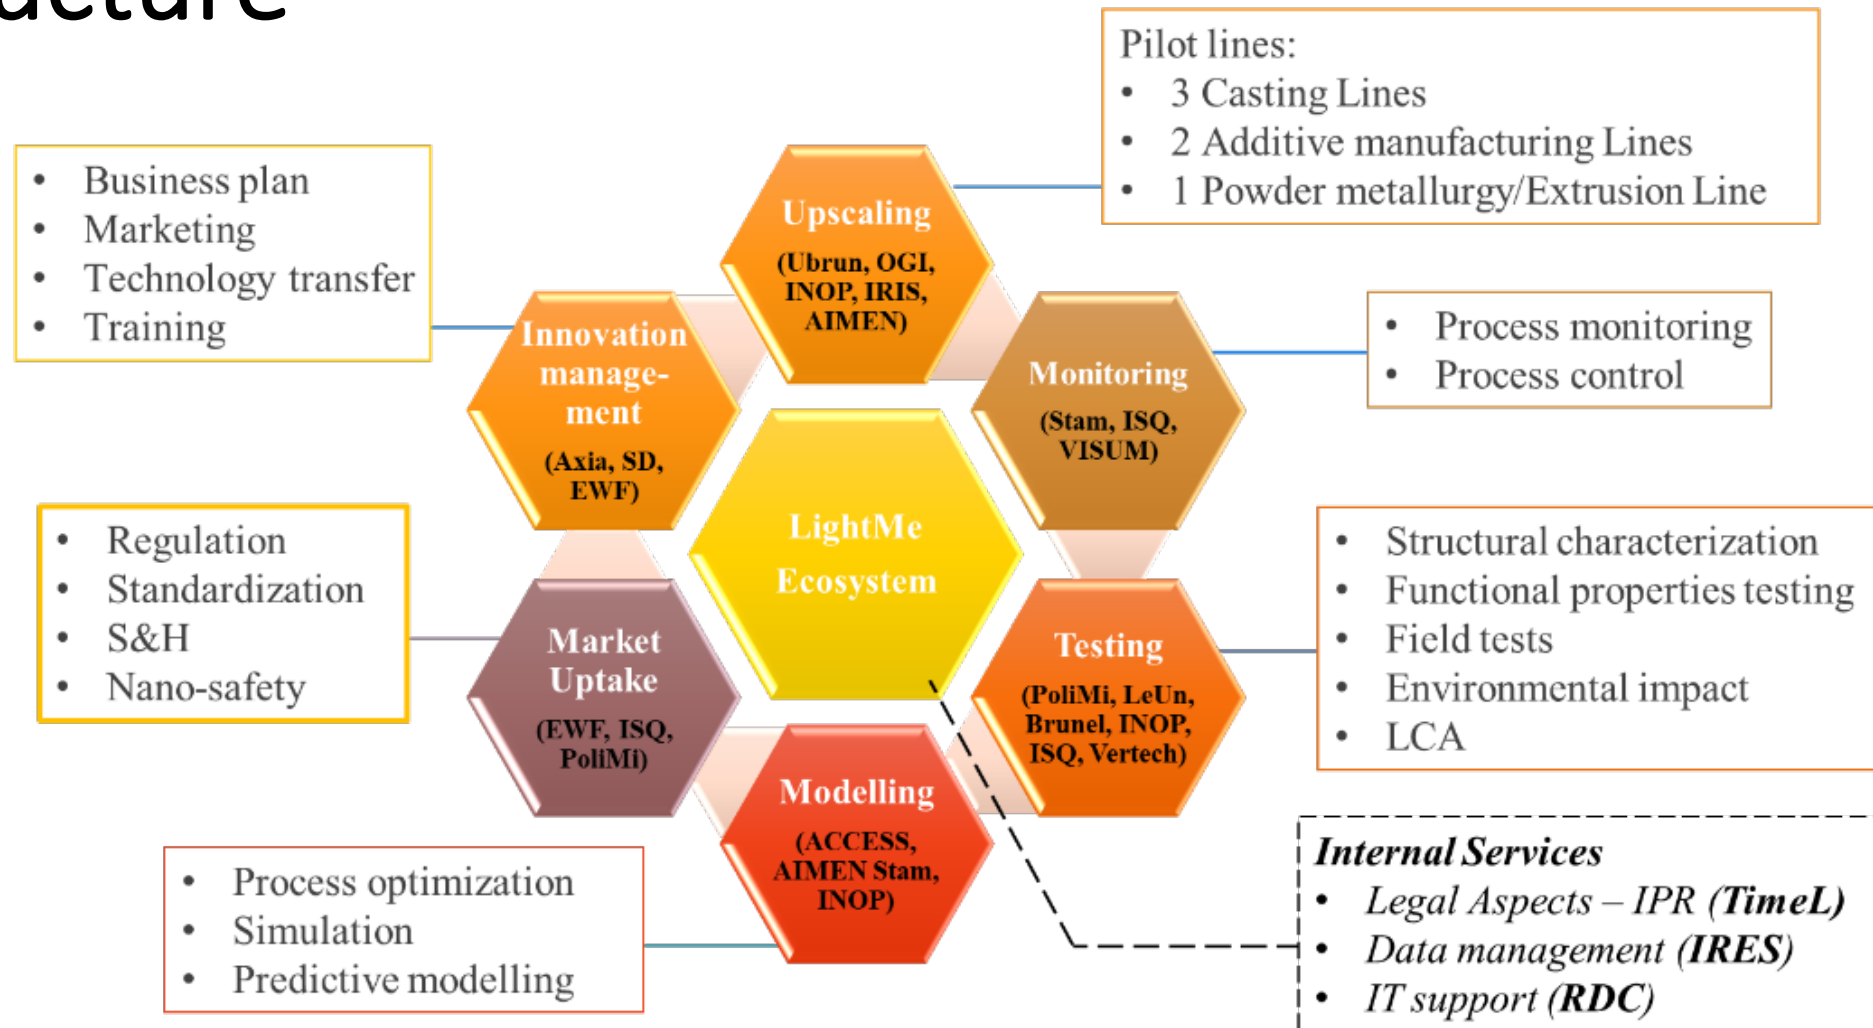 Pilot lines:
• 3 Casting Lines
• 2 Additive manufacturing Lines
• 1 Powder metallurgy/Extrusion Line
• Business plan
• Marketing
• Technology transfer
• Training
Upscaling
(Ubrun, OGI,
INOP, IRIS,
AIMEN)
Innovation
manage-
ment
(Axia, SD,
EWF)
Monitoring
(Stam, ISQ,
VISUM)
• Process monitoring
• Process control
LightMe
Ecosystem
• Regulation
• Standardization
• S&H
• Nano-safety
Market
Uptake
(EWF, ISQ,
PoliMi)
Testing
(PoliMi, LeUn,
Brunel, INOP,
ISQ, Vertech)
• Structural characterization
• Functional properties testing
• Field tests
• Environmental impact
• LCA
Modelling
(ACCESS,
AIMEN Stam,
INOP)
• Process optimization
• Simulation
• Predictive modelling
Internal Services
• Legal Aspects – IPR (TimeL)
• Data management (IRES)
• IT support (RDC)